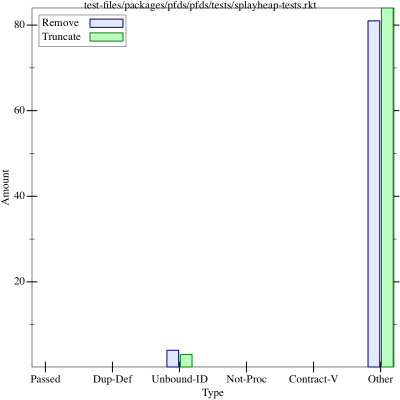 test-files/packages/pfds/pfds/tests/splayheap-tests.rkt
Remove
Truncate
80
60
40
20
Amount
Passed Dup-Def Unbound-ID Not-Proc Contract-V Other
Type